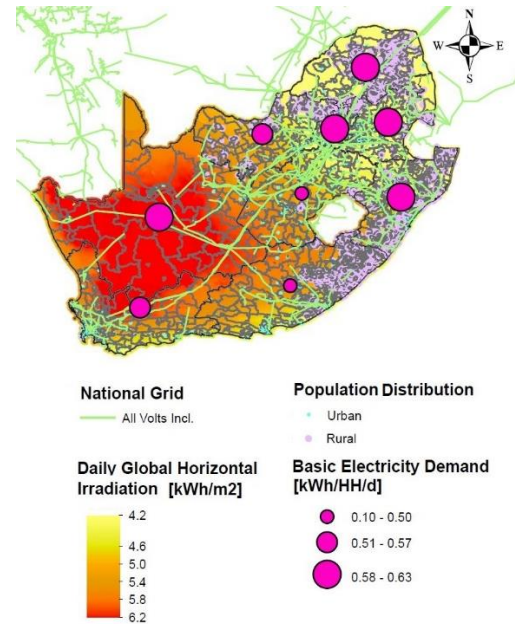 N
W E
S
National Grid
All Volts Incl.
Population Distribution
Urban
Rural
Daily Global Horizontal
Irradiation [kWh/m2]
4.2
4.6
5.0
5.4
5.8
6.2
Basic Electricity Demand
[kWh/HH/d]
0.10 - 0.50
0.51 - 0.57
0.58 - 0.63